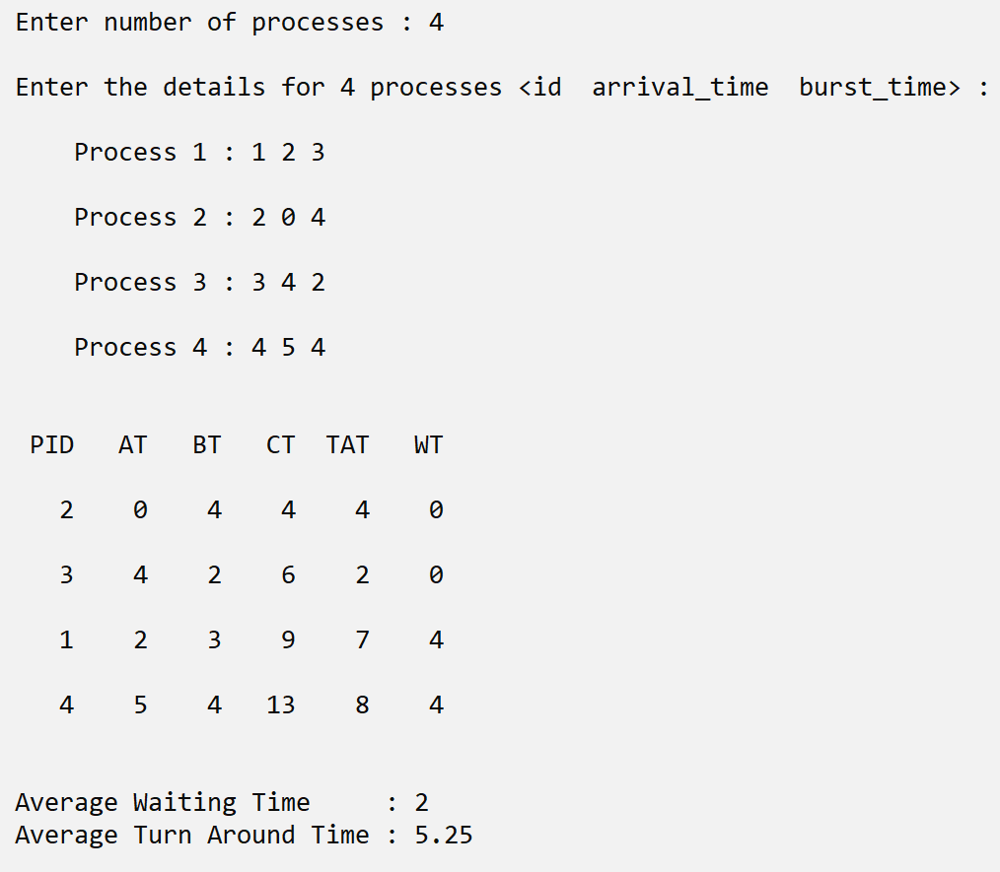 Enter number of processes : 4
Enter the details for 4 processes <id  arrival_time  burst_time> :
    Process 1 : 1 2 3
    Process 2 : 2 0 4
    Process 3 : 3 4 2
    Process 4 : 4 5 4
 PID   AT   BT   CT  TAT   WT
   2    0    4    4    4    0
   3    4    2    6    2    0
   1    2    3    9    7    4
   4    5    4   13    8    4
Average Waiting Time     : 2
Average Turn Around Time : 5.25